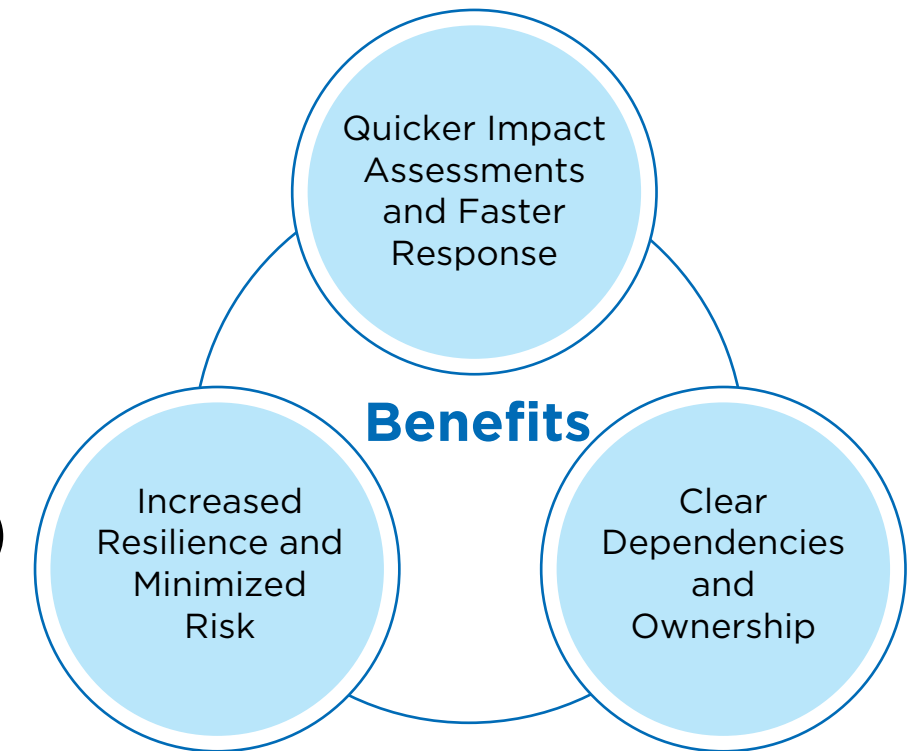 Quicker Impact
Assessments
and Faster
Response
Benefits
Increased
Resilience and
Minimized
Risk
Clear
Dependencies
and
Ownership
)